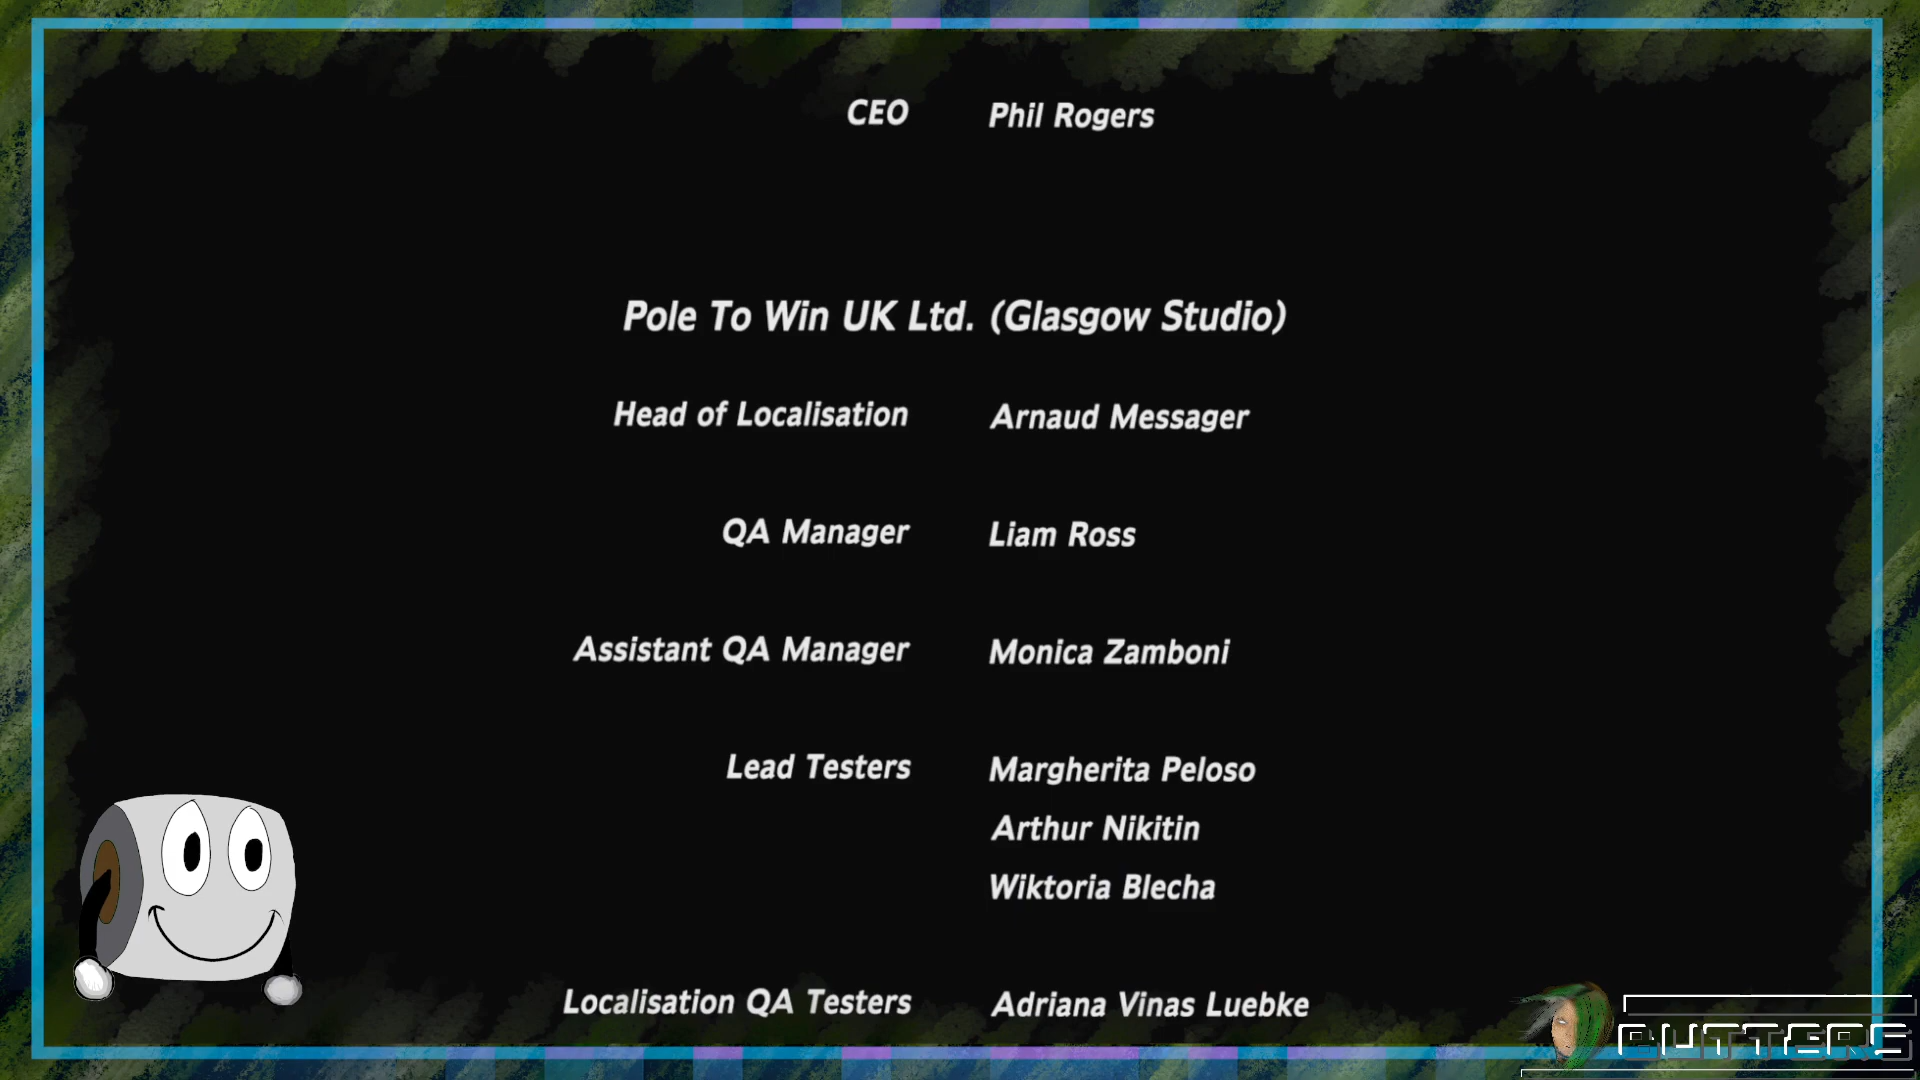 CEO Phil Rogers
Pole To Win UK Ltd. (Glasgow Studio)
Head of Localisation Arnaud Messager
QA Manager Liam Ross
Assistant QA Manager Monica Zamboni
Lead Testers Margherita Peloso
Arthur Nikitin
Wiktoria Blecha
Localisation QA Testers Adriana Vinas Luebke
BUTTERS